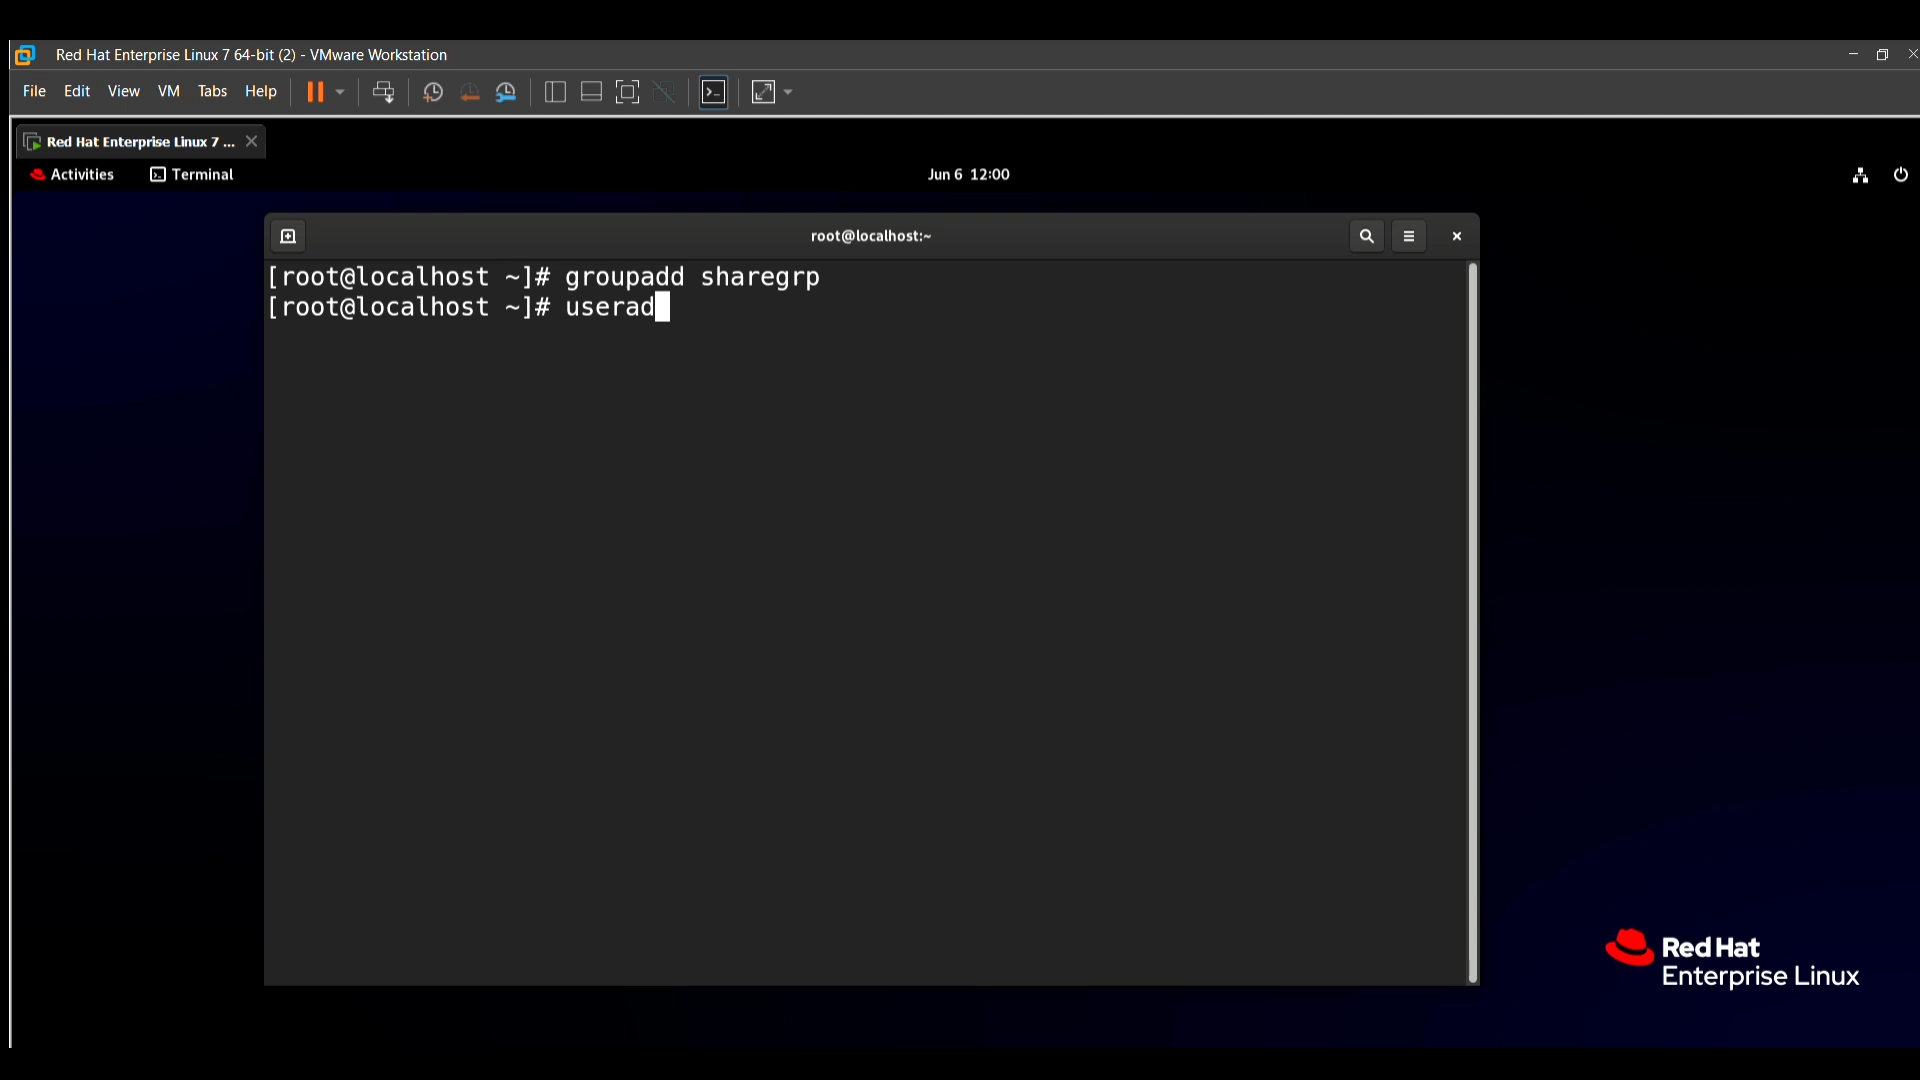 Red Hat Enterprise Linux 7 64-bit (2) - VMware Workstation
File Edit View VM Tabs Help
Red Hat Enterprise Linux 7 ...
Activities Terminal Jun 6 12:00
root@localhost:~
[root@localhost ~]# groupadd sharegrp
[root@localhost ~]# userad
Red Hat
Enterprise Linux